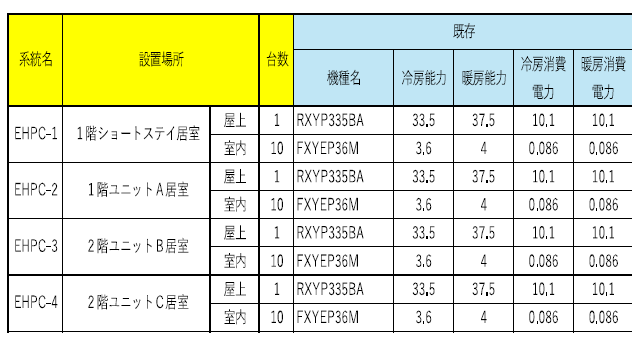 系統名 設置場所 台数 既存
機種名 冷房能力 暖房能力 冷房消費電力 暖房消費電力
EHPC-1 1階ショートステイ居室 屋上 1 RXYP335BA 33.5 37.5 10.1 10.1
室内 10 FXYEP36M 3.6 4 0.086 0.086
EHPC-2 1階ユニットA居室 屋上 1 RXYP335BA 33.5 37.5 10.1 10.1
室内 10 FXYEP36M 3.6 4 0.086 0.086
EHPC-3 2階ユニットB居室 屋上 1 RXYP335BA 33.5 37.5 10.1 10.1
室内 10 FXYEP36M 3.6 4 0.086 0.086
EHPC-4 2階ユニットC居室 屋上 1 RXYP335BA 33.5 37.5 10.1 10.1
室内 10 FXYEP36M 3.6 4 0.086 0.086